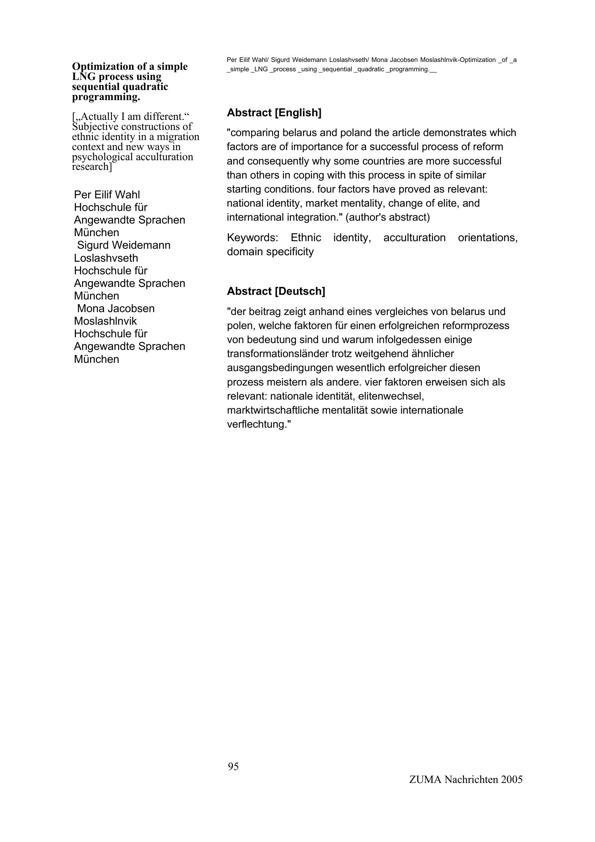 Optimization of a simple
LNG process using
sequential quadratic
programming.
[„Actually I am different.“
Subjective constructions of
ethnic identity in a migration
context and new ways in
psychological acculturation
research]
Per Eilif Wahl
Hochschule für
Angewandte Sprachen
München
Sigurd Weidemann
Loslashvseth
Hochschule für
Angewandte Sprachen
München
Mona Jacobsen
Moslashlnvik
Hochschule für
Angewandte Sprachen
München
Per Eilif Wahl/ Sigurd Weidemann Loslashvseth/ Mona Jacobsen Moslashlnvik-Optimization _of _a
_simple _LNG _process _using _sequential _quadratic _programming.__
Abstract [English]
"comparing belarus and poland the article demonstrates which
factors are of importance for a successful process of reform
and consequently why some countries are more successful
than others in coping with this process in spite of similar
starting conditions. four factors have proved as relevant:
national identity, market mentality, change of elite, and
international integration." (author's abstract)
Keywords: Ethnic identity, acculturation orientations,
domain specificity
Abstract [Deutsch]
"der beitrag zeigt anhand eines vergleiches von belarus und
polen, welche faktoren für einen erfolgreichen reformprozess
von bedeutung sind und warum infolgedessen einige
transformationsländer trotz weitgehend ähnlicher
ausgangsbedingungen wesentlich erfolgreicher diesen
prozess meistern als andere. vier faktoren erweisen sich als
relevant: nationale identität, elitenwechsel,
marktwirtschaftliche mentalität sowie internationale
verflechtung."
95
ZUMA Nachrichten 2005